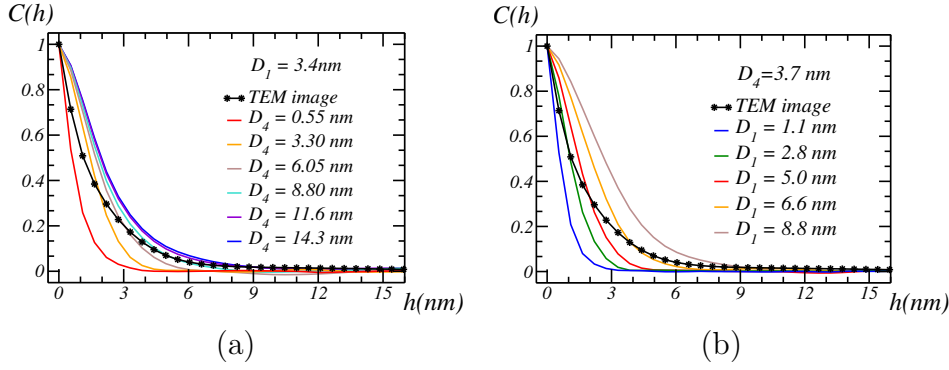 C(h)
1
0.8
0.6
0.4
0.2
0
0 3 6 9 12 15
h(nm)
D1 = 3.4nm
TEM image
D4 = 0.55 nm
D4 = 3.30 nm
D4 = 6.05 nm
D4 = 8.80 nm
D4 = 11.6 nm
D4 = 14.3 nm
(a)
C(h)
1
0.8
0.6
0.4
0.2
0
0 3 6 9 12 15
h(nm)
D4=3.7 nm
TEM image
D1 = 1.1 nm
D1 = 2.8 nm
D1 = 5.0 nm
D1 = 6.6 nm
D1 = 8.8 nm
(b)